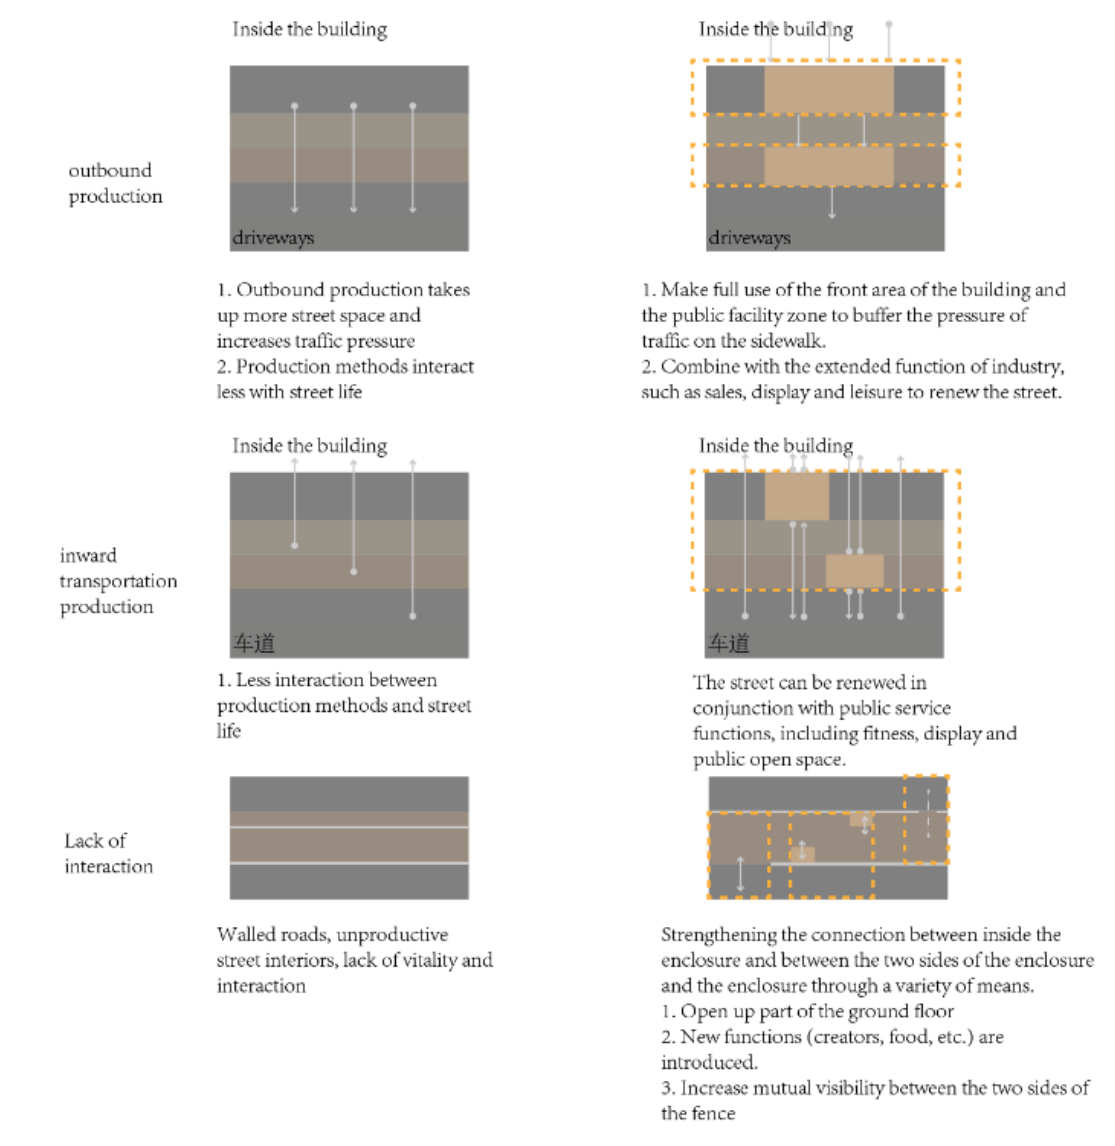 Inside the building
Inside the building
outbound
production
driveways
driveways
1. Outbound production takes
up more street space and
increases traffic pressure
2. Production methods interact
less with street life
1. Make full use of the front area of the building and
the public facility zone to buffer the pressure of
traffic on the sidewalk.
2. Combine with the extended function of industry,
such as sales, display and leisure to renew the street.
Inside the building
Inside the building
inward
transportation
production
车道
车道
1. Less interaction between
production methods and street
life
The street can be renewed in
conjunction with public service
functions, including fitness, display and
public open space.
Lack of
interaction
Walled roads, unproductive
street interiors, lack of vitality and
interaction
Strengthening the connection between inside the
enclosure and between the two sides of the enclosure
and the enclosure through a variety of means.
1. Open up part of the ground floor
2. New functions (creators, food, etc.) are
introduced.
3. Increase mutual visibility between the two sides of
the fence